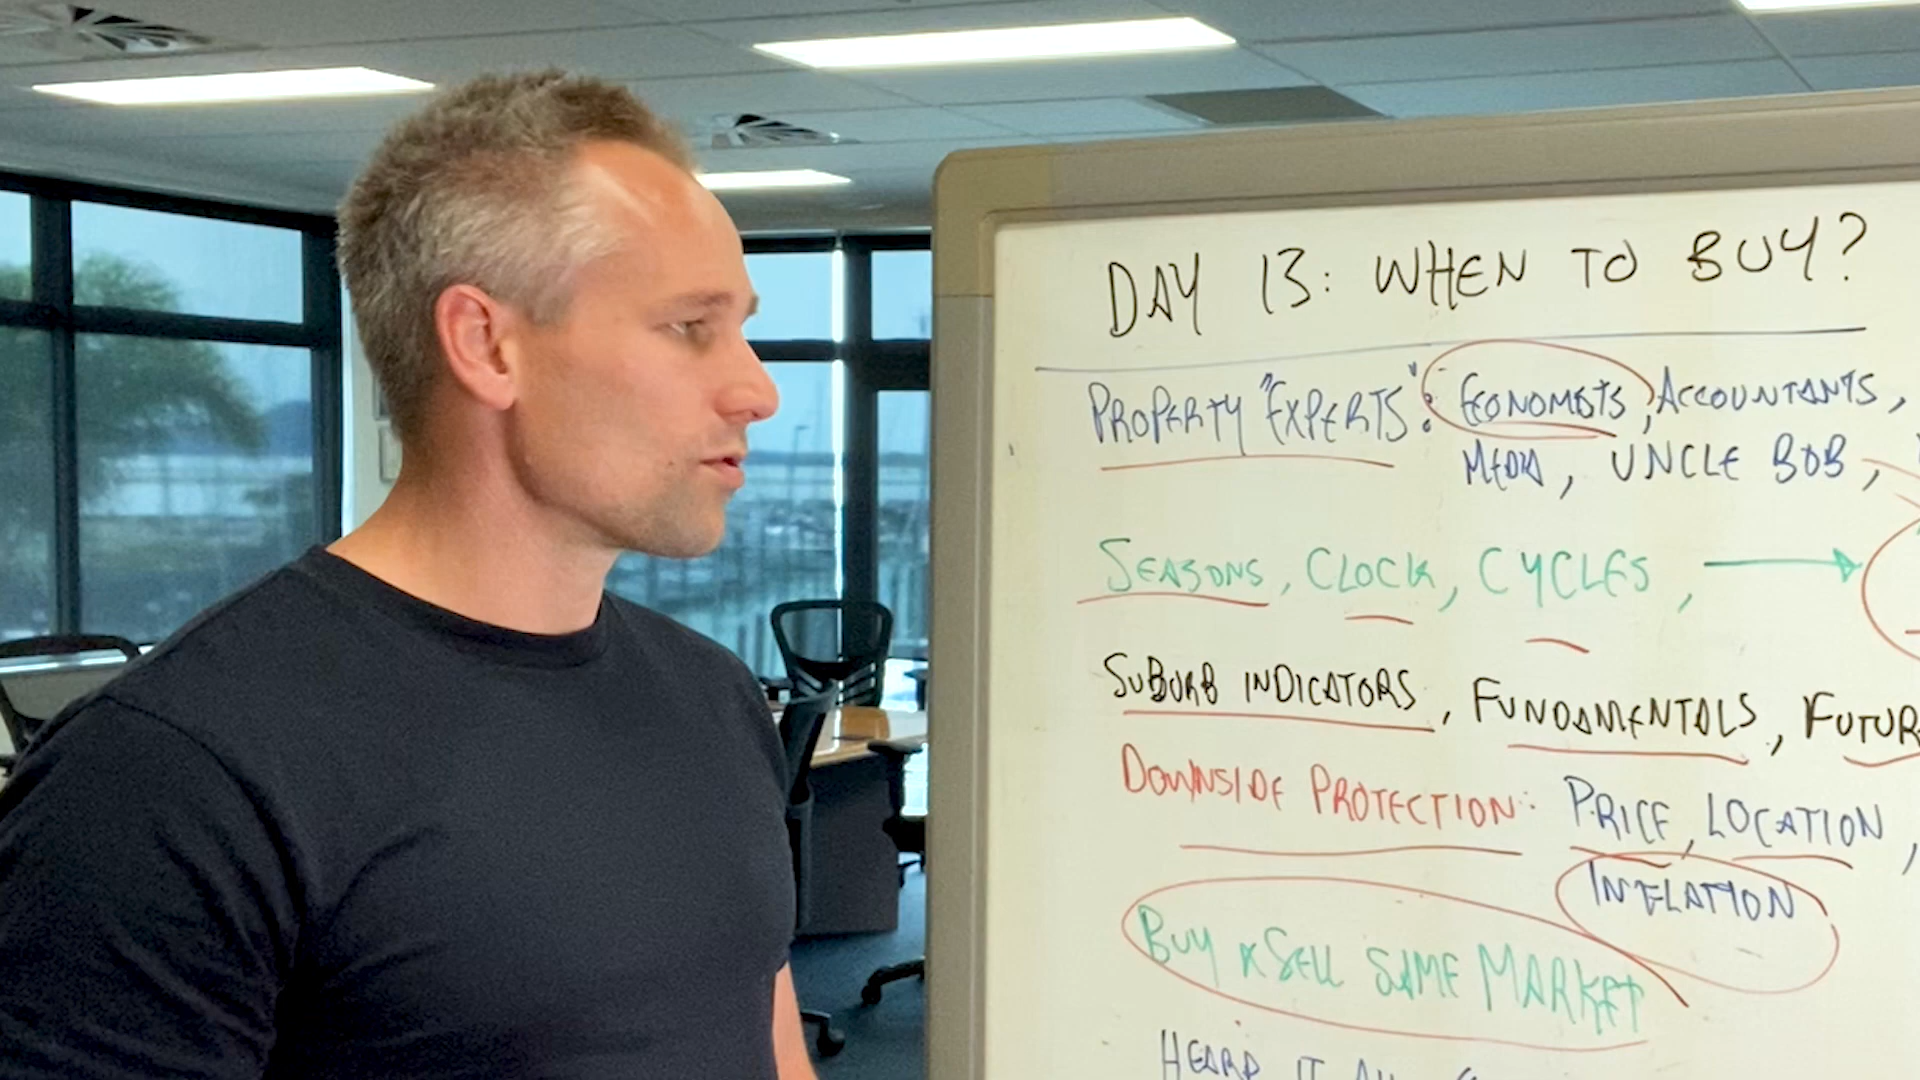 DAY 13: WHEN TO BUY?
PROPERTY "EXPERTS": ECONOMISTS, ACCOUNTANTS,
MEDIA, UNCLE BOB,
SEASONS, CLOCK, CYCLES,
SUBURB INDICATORS, FUNDAMENTALS, FUTUR
DOWNSIDE PROTECTION: PRICE, LOCATION,
INFLATION
BUY & SELL SAME MARKET
HEARD IT